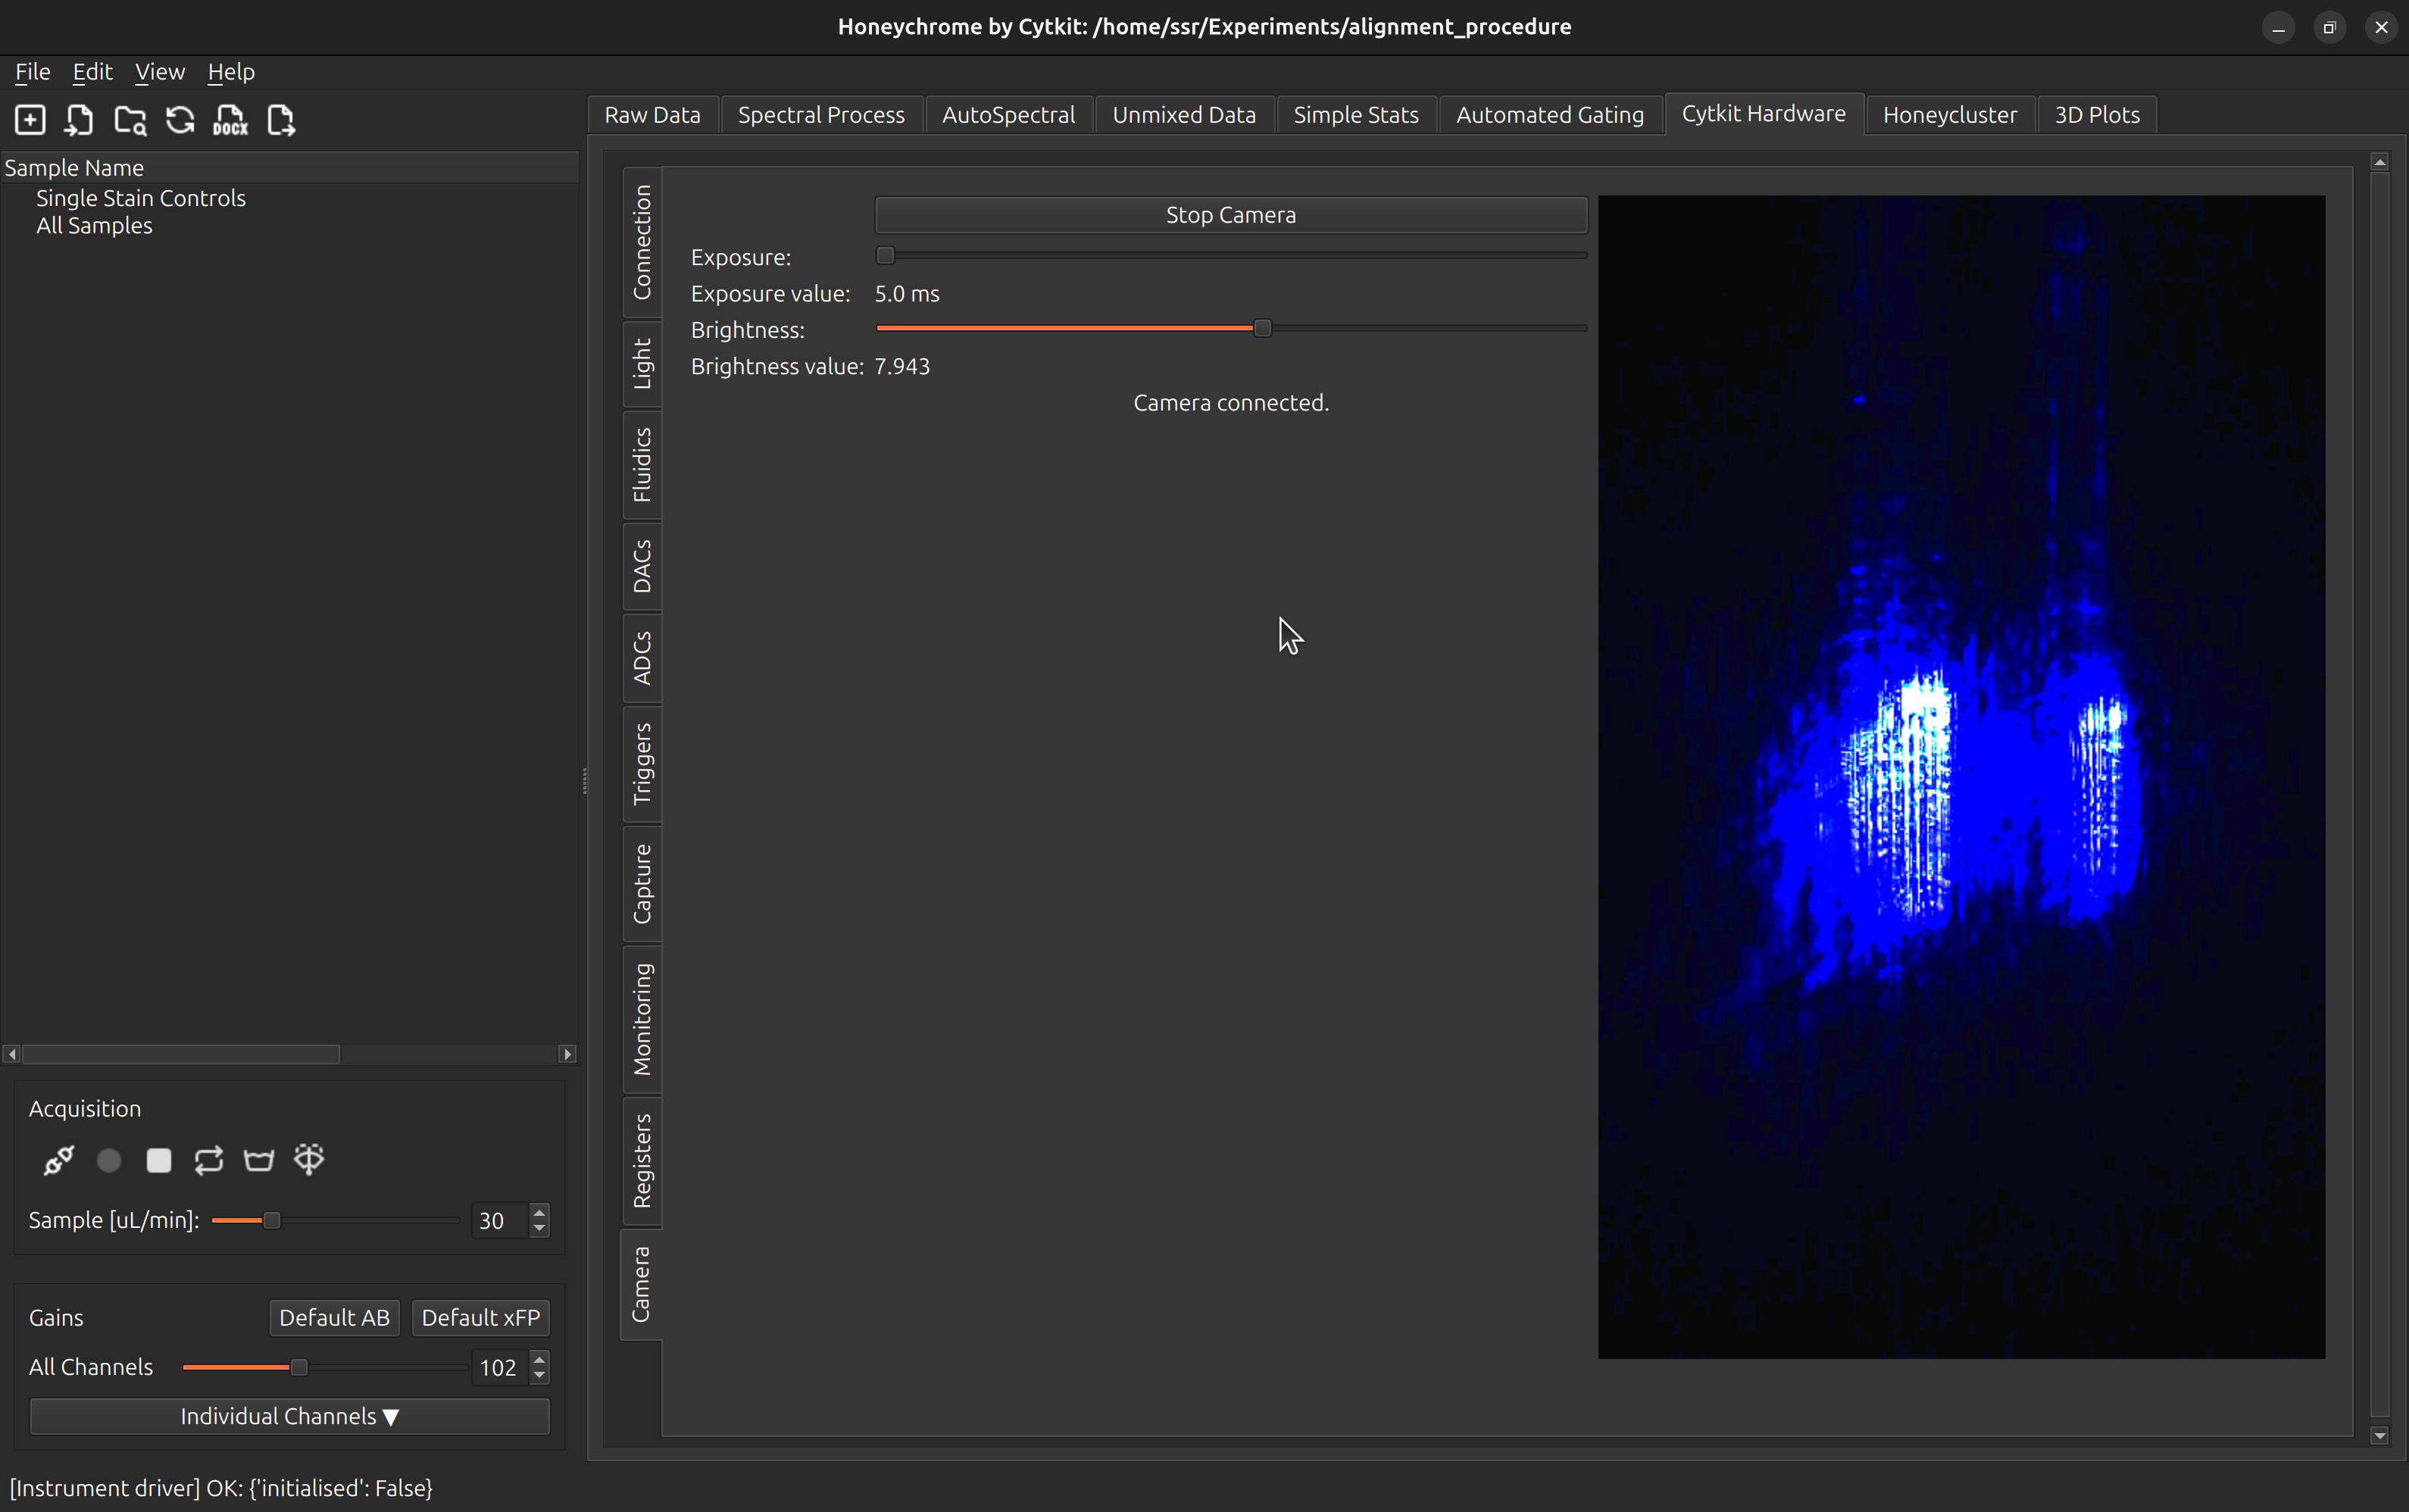 Honeychrome by Cytkit: /home/ssr/Experiments/alignment_procedure
File Edit View Help
DOCX
Raw Data Spectral Process AutoSpectral Unmixed Data Simple Stats Automated Gating Cytkit Hardware Honeycluster 3D Plots
Sample Name
Single Stain Controls
All Samples
Connection
Light
Fluidics
DACs
ADCs
Triggers
Capture
Monitoring
Registers
Camera
Stop Camera
Exposure:
Exposure value: 5.0 ms
Brightness:
Brightness value: 7.943
Camera connected.
Acquisition
Sample [uL/min]: 30
Gains Default AB Default xFP
All Channels 102
Individual Channels ▼
[Instrument driver] OK: {'initialised': False}